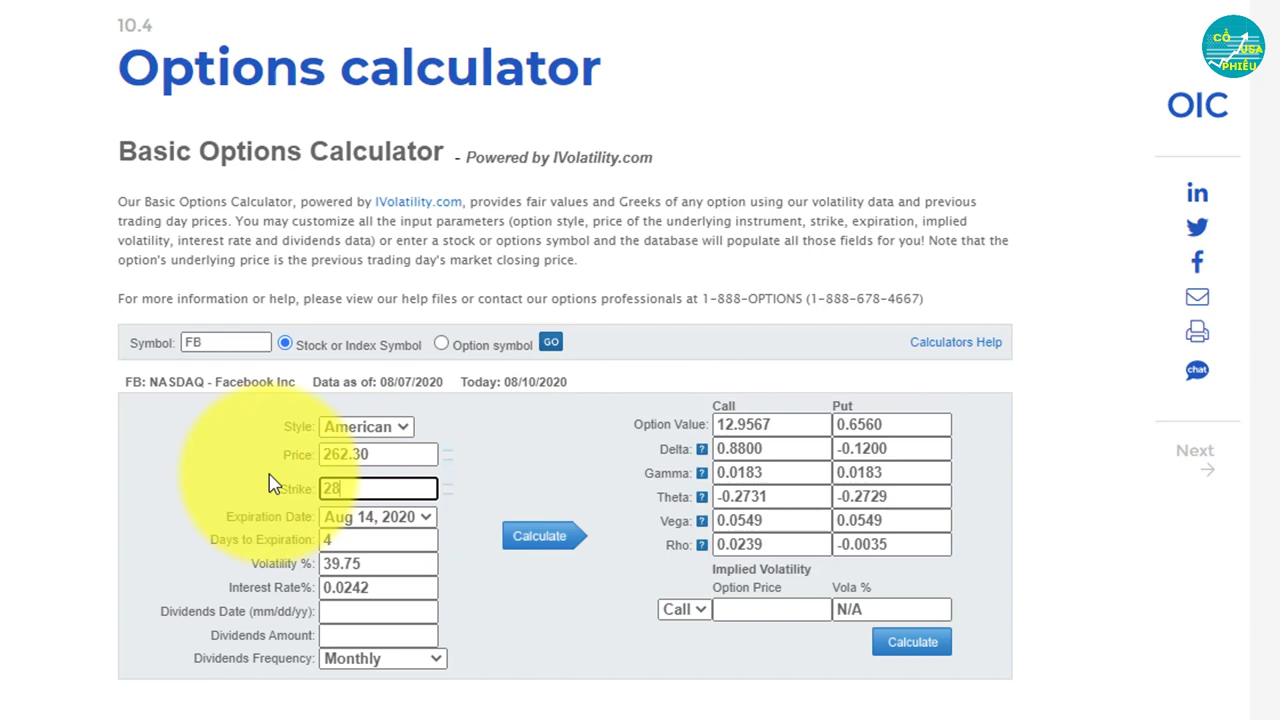 10.4
Options calculator
CỔ
USA
PHIẾU
OIC
Basic Options Calculator - Powered by IVolatility.com
Our Basic Options Calculator, powered by IVolatility.com, provides fair values and Greeks of any option using our volatility data and previous
trading day prices. You may customize all the input parameters (option style, price of the underlying instrument, strike, expiration, implied
volatility, interest rate and dividends data) or enter a stock or options symbol and the database will populate all those fields for you! Note that the
option's underlying price is the previous trading day's market closing price.
For more information or help, please view our help files or contact our options professionals at 1-888-OPTIONS (1-888-678-4667)
Symbol: FB Stock or Index Symbol Option symbol GO Calculators Help
FB: NASDAQ - Facebook Inc Data as of: 08/07/2020 Today: 08/10/2020
Style: American
Price: 262.30
Strike: 28
Expiration Date: Aug 14, 2020
Days to Expiration: 4
Volatility %: 39.75
Interest Rate%: 0.0242
Dividends Date (mm/dd/yy):
Dividends Amount:
Dividends Frequency: Monthly
Calculate
Call Put
Option Value: 12.9567 0.6560
Delta: ? 0.8800 -0.1200
Gamma: ? 0.0183 0.0183
Theta: ? -0.2731 -0.2729
Vega: ? 0.0549 0.0549
Rho: ? 0.0239 -0.0035
Implied Volatility
Option Price Vola %
Call N/A
Calculate
in
f
chat
Next